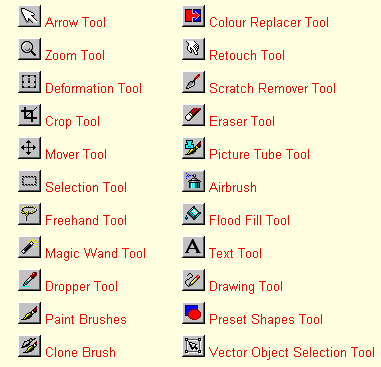 Arrow Tool
Zoom Tool
Deformation Tool
Crop Tool
Mover Tool
Selection Tool
Freehand Tool
Magic Wand Tool
Dropper Tool
Paint Brushes
Clone Brush
Colour Replacer Tool
Retouch Tool
Scratch Remover Tool
Eraser Tool
Picture Tube Tool
Airbrush
Flood Fill Tool
A Text Tool
Drawing Tool
Preset Shapes Tool
Vector Object Selection Tool